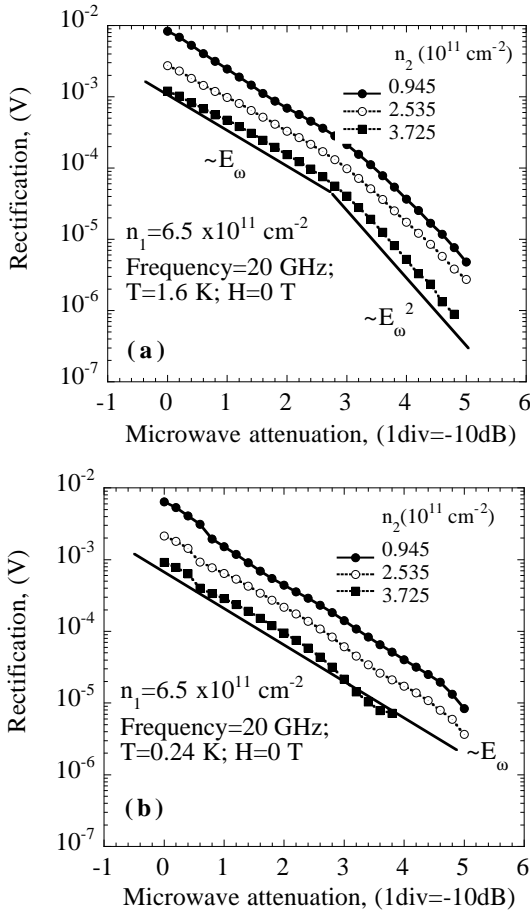 (a)
n2 (10^11 cm^-2)
0.945
2.535
3.725
~Eω
~Eω^2
n1=6.5 x10^11 cm^-2
Frequency=20 GHz;
T=1.6 K; H=0 T
Rectification, (V)
10^-2
10^-3
10^-4
10^-5
10^-6
10^-7
-1 0 1 2 3 4 5 6
Microwave attenuation, (1div=-10dB)
(b)
n2(10^11 cm^-2)
0.945
2.535
3.725
~Eω
n1=6.5 x10^11 cm^-2
Frequency=20 GHz;
T=0.24 K; H=0 T
Rectification, (V)
10^-2
10^-3
10^-4
10^-5
10^-6
10^-7
-1 0 1 2 3 4 5 6
Microwave attenuation, (1div=-10dB)